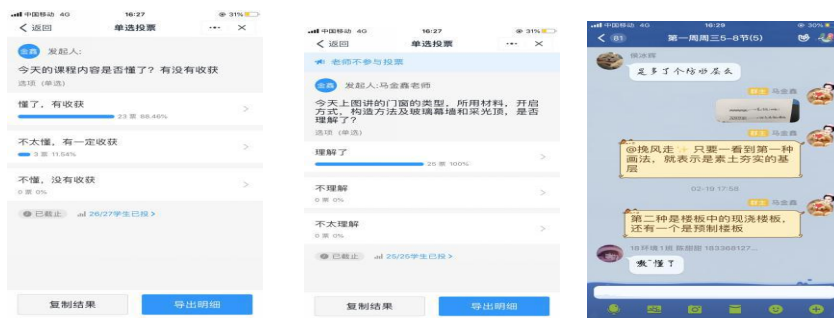 中国移动 4G
16:27
31%
返回
单选投票
金鑫
发起人:
今天的课程内容是否懂了？有没有收获
选项（单选）
懂了，有收获
23 票 88.46%
不太懂，有一定收获
3 票 11.54%
不懂，没有收获
0 票 0%
已截止
26/27学生已投>
复制结果
导出明细
中国移动 4G
16:27
31%
返回
单选投票
老师不参与投票
金鑫
发起人:马金鑫老师
今天上图讲的门窗的类型，所用材料，开启
方式，构造方法及玻璃幕墙和采光顶，是否
理解了？
选项（单选）
理解了
25 票 100%
不理解
0 票 0%
不太理解
0 票 0%
已截止
25/25学生已投>
复制结果
导出明细
中国移动 4G
16:29
30%
61
第一周周三5-8节(5)
是多了个防水层么
群主 马金鑫
群主 马金鑫
@挽风走 只要一看到第一种
画法，就表示是素土夯实的基
层
02-19 17:58
群主 马金鑫
第二种是楼板中的现浇楼板，
还有一个是预制楼板
噢~懂了